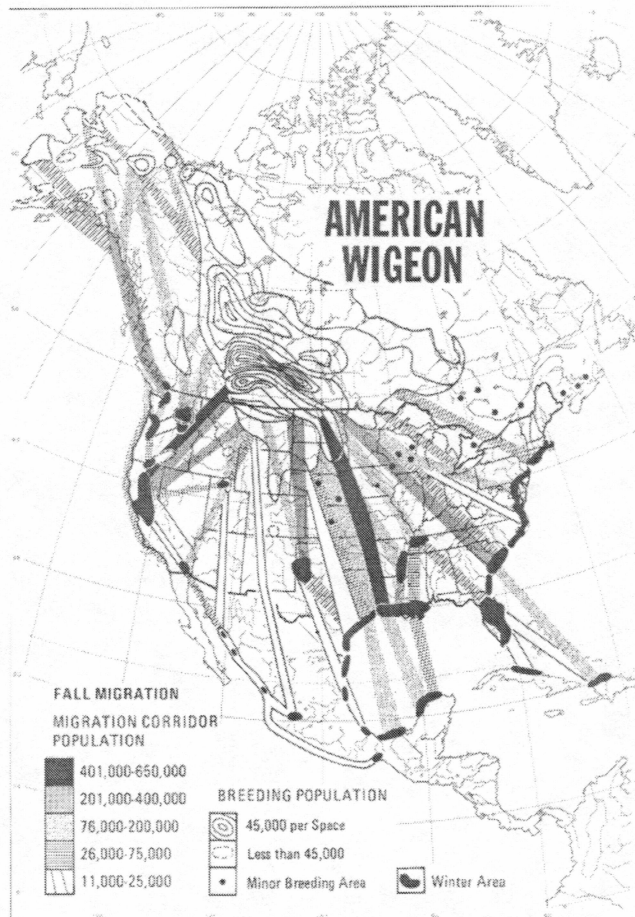 AMERICAN
WIGEON
FALL MIGRATION
MIGRATION CORRIDOR
POPULATION
401,000-650,000
201,000-400,000
76,000-200,000
26,000-75,000
11,000-25,000
BREEDING POPULATION
45,000 per Space
Less than 45,000
Minor Breeding Area
Winter Area